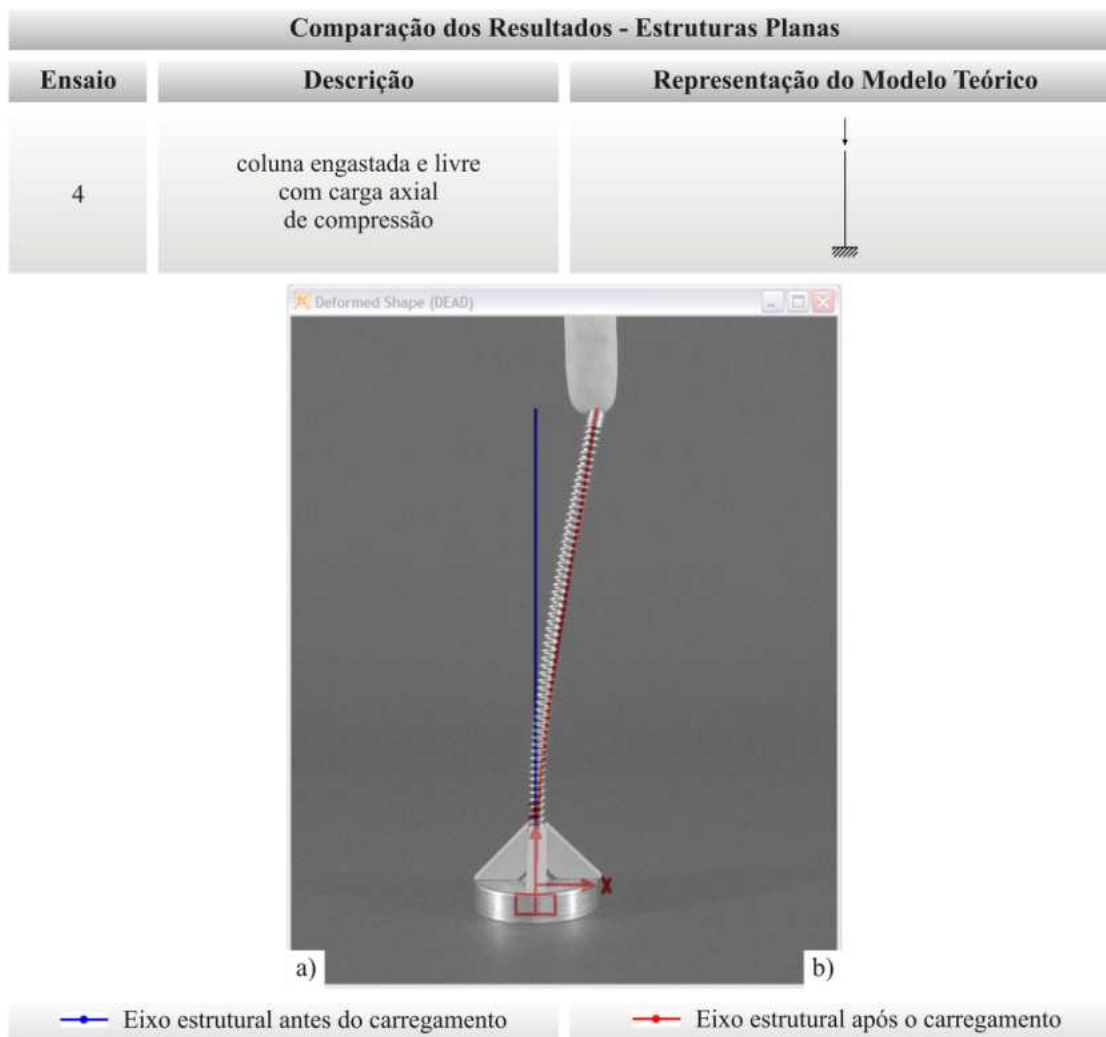 Comparação dos Resultados - Estruturas Planas
Ensaio
Descrição
Representação do Modelo Teórico
4
coluna engastada e livre
com carga axial
de compressão
Deformed Shape (DEAD)
X
a)
b)
Eixo estrutural antes do carregamento
Eixo estrutural após o carregamento